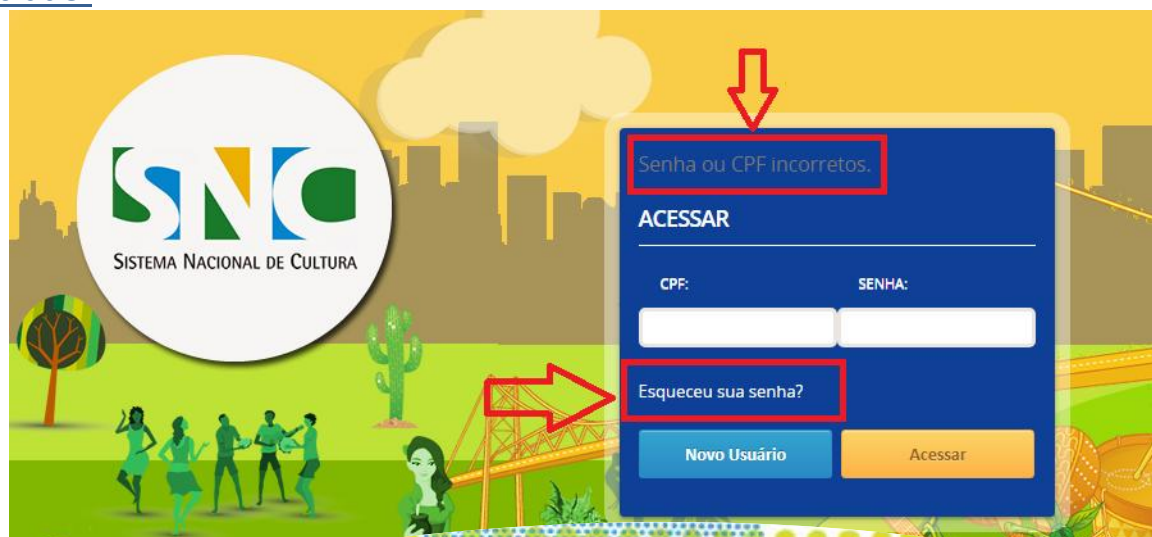 SNC
SISTEMA NACIONAL DE CULTURA
Senha ou CPF incorretos.
ACESSAR
CPF: SENHA:
Esqueceu sua senha?
Novo Usuário Acessar